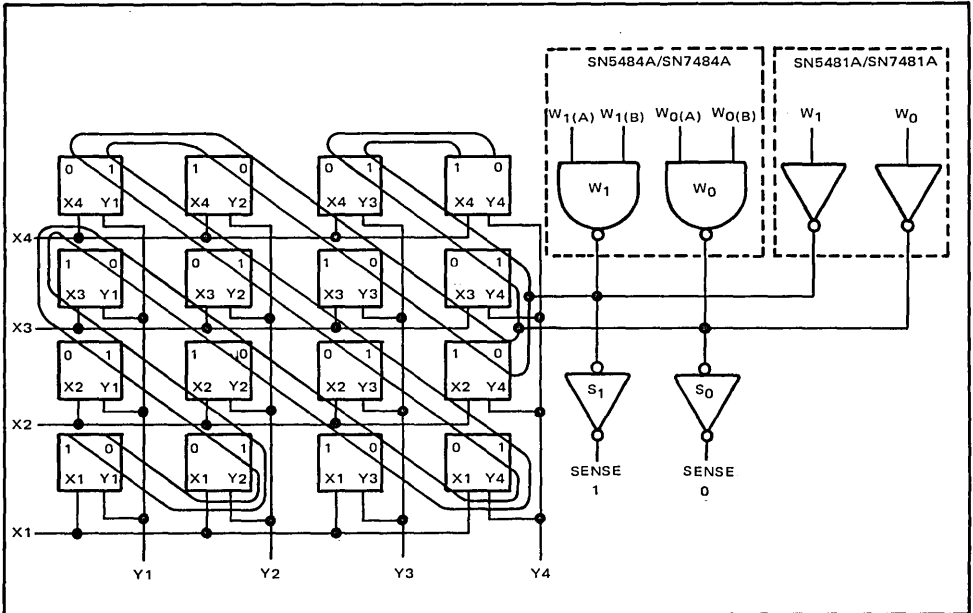 SN5484A/SN7484A SN5481A/SN7481A
W1(A) W1(B) W0(A) W0(B) W1 W0
W1 W0
0 1 1 0 0 1 1 0
X4 Y1 X4 Y2 X4 Y3 X4 Y4
X4
1 0 0 1 1 0 0 1
X3 Y1 X3 Y2 X3 Y3 X3 Y4
X3
0 1 1 0 0 1 1 0
X2 Y1 X2 Y2 X2 Y3 X2 Y4
X2
S1 S0
1 0 0 1 1 0 0 1
X1 Y1 X1 Y2 X1 Y3 X1 Y4
SENSE SENSE
1 0
X1
Y1 Y2 Y3 Y4